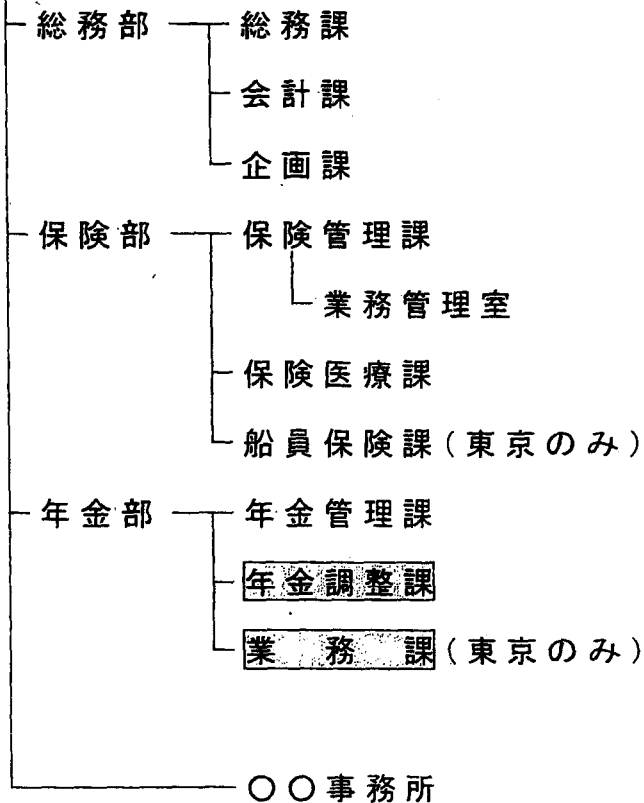 総務部 総務課
会計課
企画課
保険部 保険管理課
業務管理室
保険医療課
船員保険課(東京のみ)
年金部 年金管理課
年金調整課
業務課(東京のみ)
○○事務所